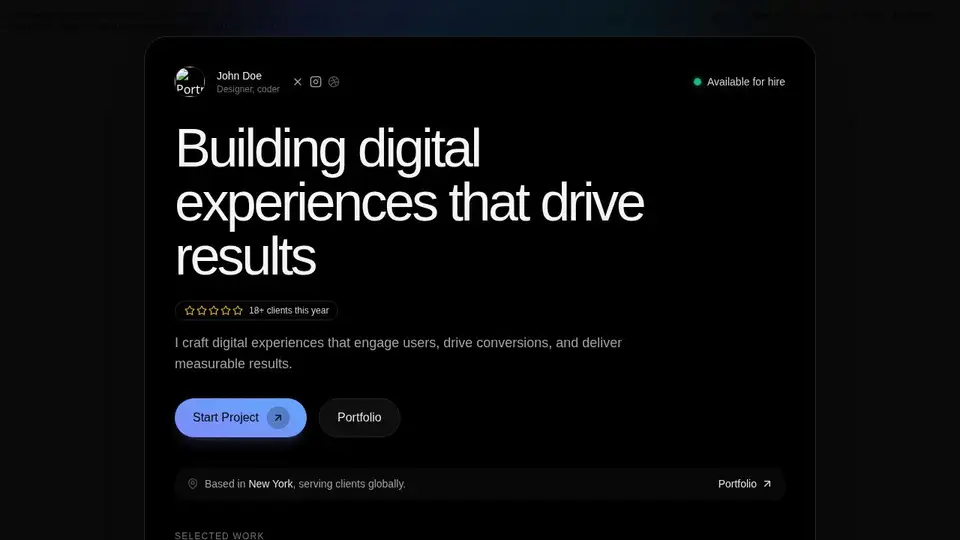 Portr
John Doe
Designer, coder
Available for hire
Building digital
experiences that drive
results
18+ clients this year
I craft digital experiences that engage users, drive conversions, and deliver
measurable results.
Start Project
Portfolio
Based in New York, serving clients globally.
Portfolio
SELECTED WORK